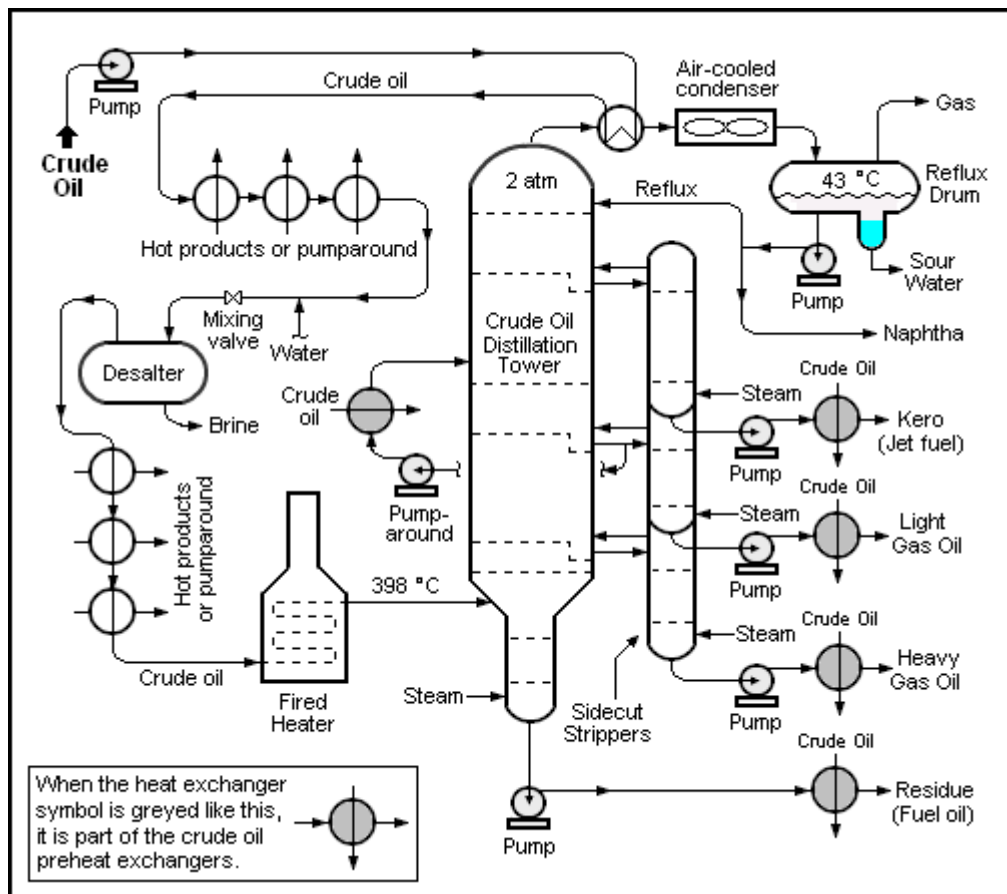 Pump
Crude
Oil
Crude oil
Air-cooled
condenser
Gas
2 atm
Reflux
43 °C
Reflux
Drum
Hot products or pumparound
Pump
Sour
Water
Mixing
valve
Water
Naphtha
Desalter
Brine
Crude Oil
Distillation
Tower
Crude
oil
Steam
Crude Oil
Pump
Kero
(Jet fuel)
Pump-
around
Hot products
or pumparound
Steam
Crude Oil
Pump
Light
Gas Oil
398 °C
Crude oil
Fired
Heater
Steam
Sidecut
Strippers
Steam
Crude Oil
Pump
Heavy
Gas Oil
Crude Oil
Pump
Residue
(Fuel oil)
When the heat exchanger
symbol is greyed like this,
it is part of the crude oil
preheat exchangers.